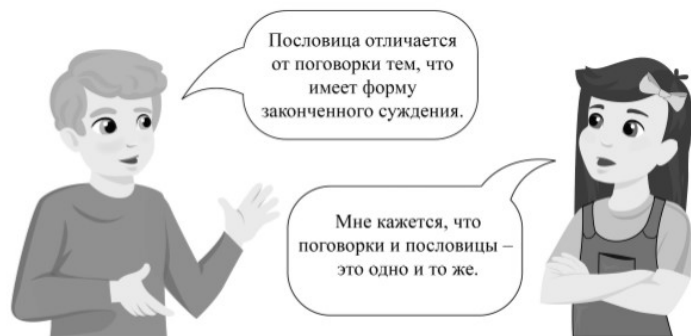 Пословица отличается
от поговорки тем, что
имеет форму
законченного суждения.
Мне кажется, что
поговорки и пословицы –
это одно и то же.